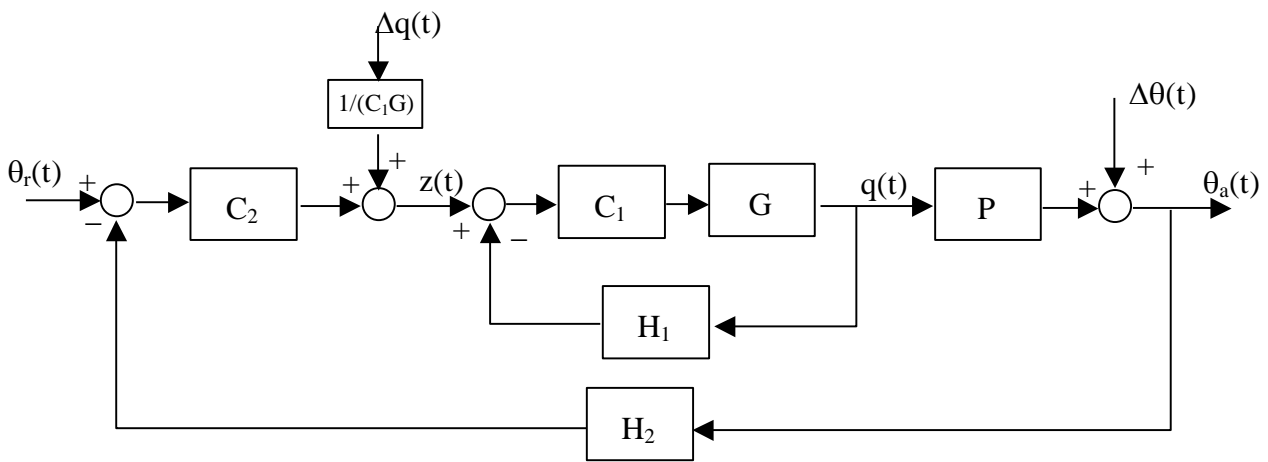 Δq(t)
1/(C₁G)
Δθ(t)
θᵣ(t)
+
−
C₂
+
+
z(t)
+
−
C₁
G
q(t)
P
+
+
θₐ(t)
H₁
H₂